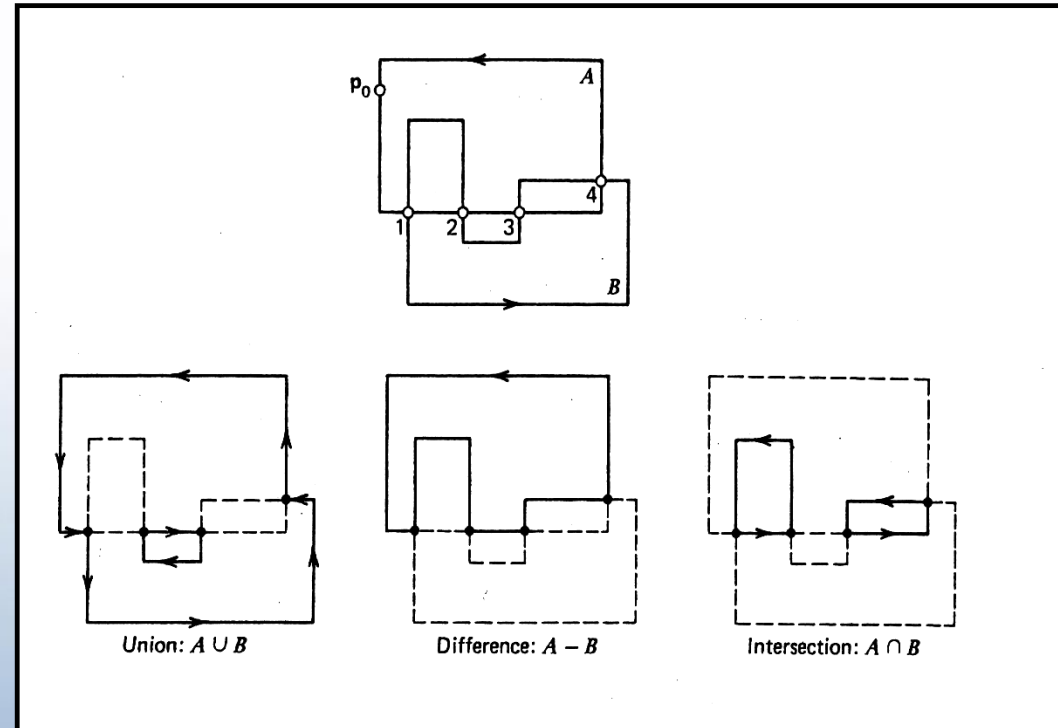 A
p₀
4
1 2 3
B
Union: A ∪ B
Difference: A − B
Intersection: A ∩ B